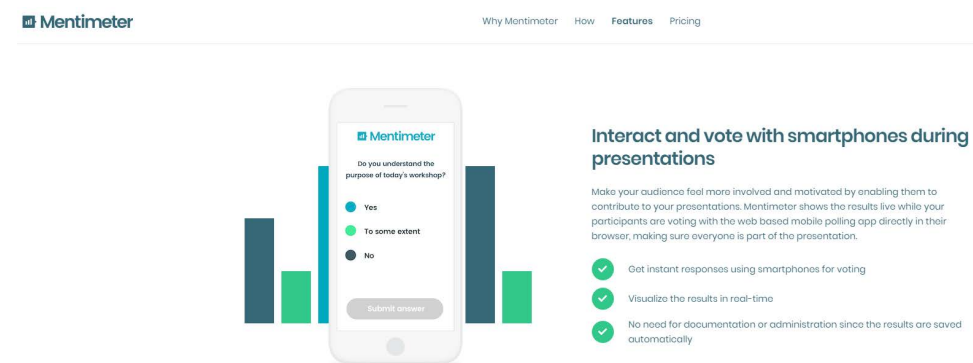 Mentimeter
Why Mentimeter How Features Pricing
Mentimeter
Do you understand the
purpose of today's workshop?
Yes
To some extent
No
Submit answer
Interact and vote with smartphones during
presentations
Make your audience feel more involved and motivated by enabling them to
contribute to your presentations. Mentimeter shows the results live while your
participants are voting with the web based mobile polling app directly in their
browser, making sure everyone is part of the presentation.
Get instant responses using smartphones for voting
Visualize the results in real-time
No need for documentation or administration since the results are saved
automatically